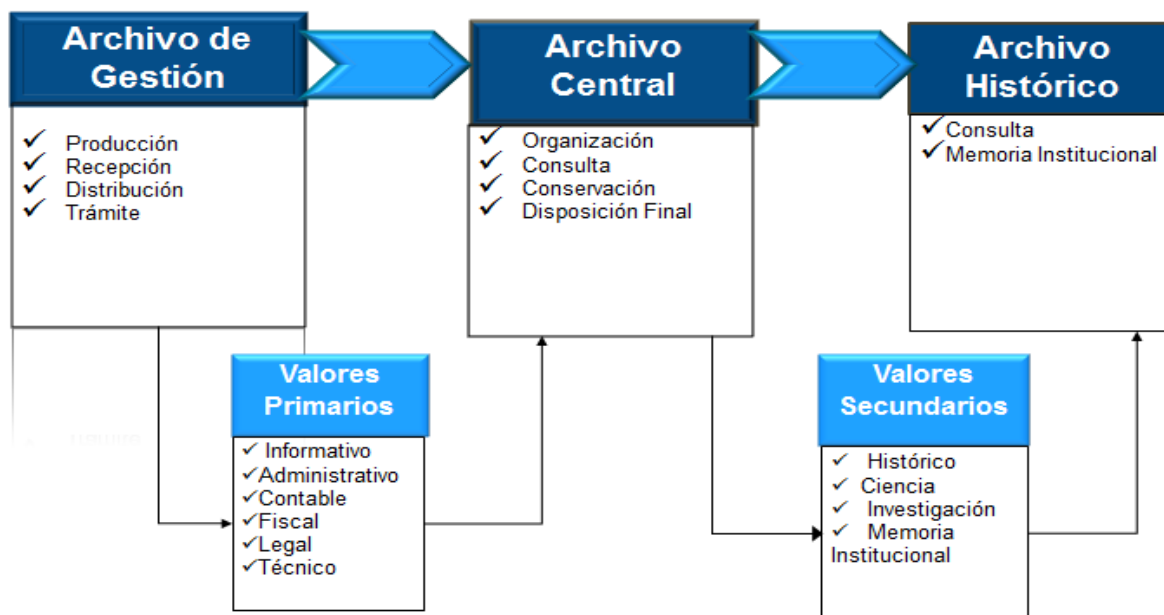 Archivo de
Gestión
✓ Producción
✓ Recepción
✓ Distribución
✓ Trámite
Archivo
Central
✓ Organización
✓ Consulta
✓ Conservación
✓ Disposición Final
Archivo
Histórico
✓ Consulta
✓ Memoria Institucional
Valores
Primarios
✓ Informativo
✓ Administrativo
✓ Contable
✓ Fiscal
✓ Legal
✓ Técnico
Valores
Secundarios
✓ Histórico
✓ Ciencia
✓ Investigación
✓ Memoria
Institucional